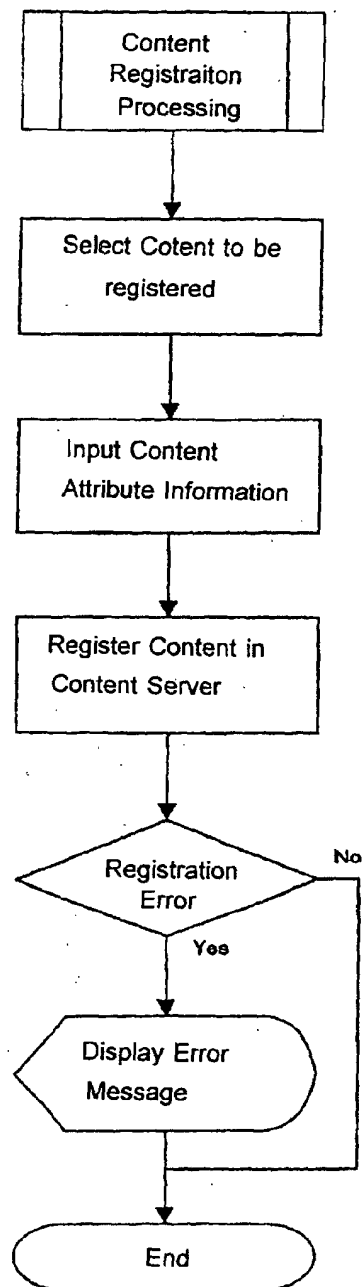 Content
Registraiton
Processing
Select Cotent to be
registered
Input Content
Attribute Information
Register Content in
Content Server
Registration
Error
No
Yes
Display Error
Message
End